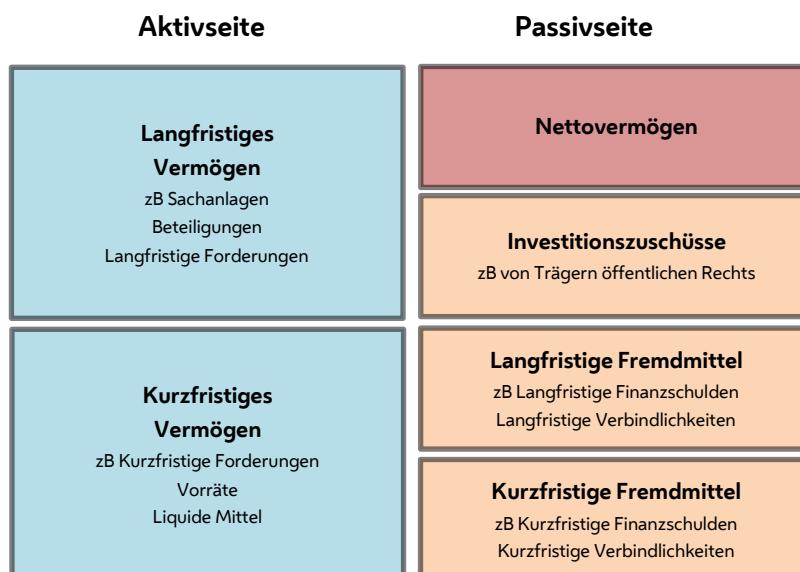 Aktivseite
Langfristiges
Vermögen
zB Sachanlagen
Beteiligungen
Langfristige Forderungen
Kurzfristiges
Vermögen
zB Kurzfristige Forderungen
Vorräte
Liquide Mittel
Passivseite
Nettovermögen
Investitionszuschüsse
zB von Trägern öffentlichen Rechts
Langfristige Fremdmittel
zB Langfristige Finanzschulden
Langfristige Verbindlichkeiten
Kurzfristige Fremdmittel
zB Kurzfristige Finanzschulden
Kurzfristige Verbindlichkeiten